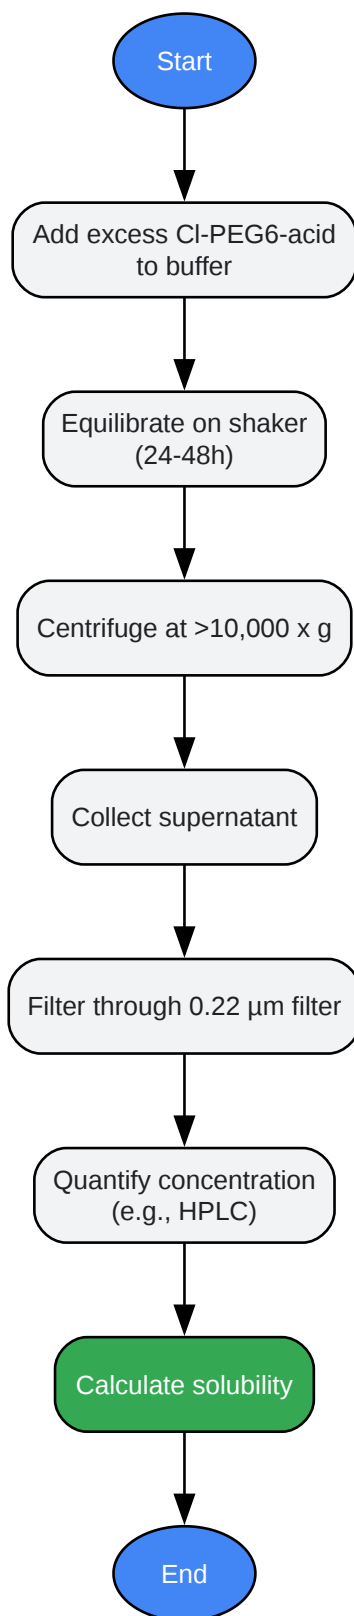 Start
Add excess Cl-PEG6-acid
to buffer
Equilibrate on shaker
(24-48h)
Centrifuge at >10,000 x g
Collect supernatant
Filter through 0.22 µm filter
Quantify concentration
(e.g., HPLC)
Calculate solubility
End